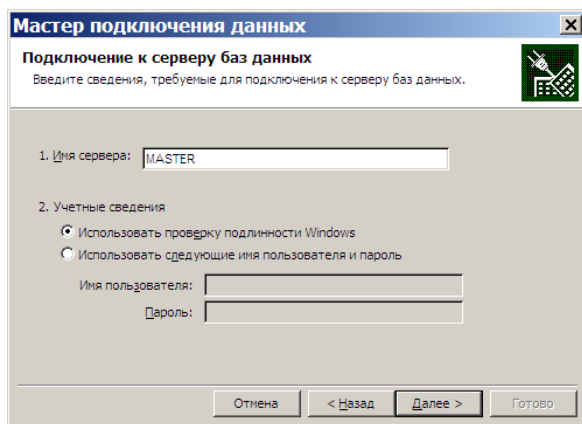 Мастер подключения данных
Подключение к серверу баз данных
Введите сведения, требуемые для подключения к серверу баз данных.
1. Имя сервера: MASTER
2. Учетные сведения
Использовать проверку подлинности Windows
Использовать следующие имя пользователя и пароль
Имя пользователя:
Пароль:
Отмена < Назад Далее > Готово